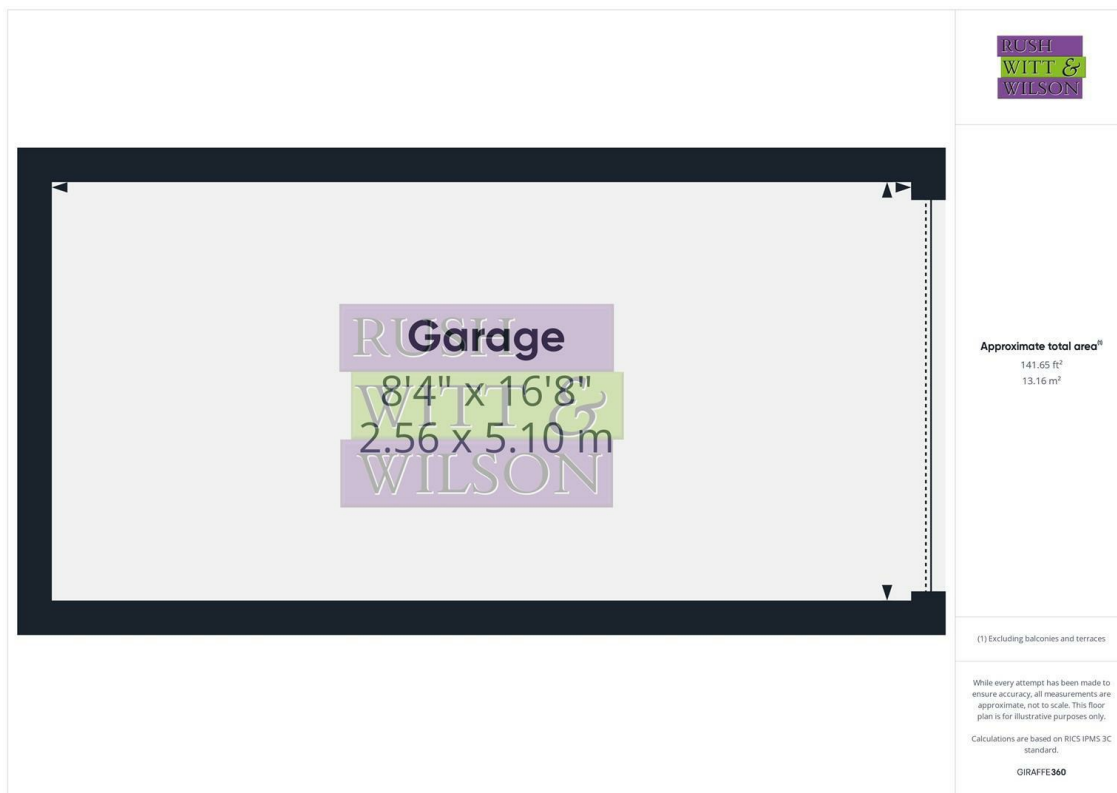 RUSH
WITT &
WILSON
Garage
8'4" x 16'8"
2.56 x 5.10 m
RUSH
WITT &
WILSON
Approximate total area(1)
141.65 ft²
13.16 m²
(1) Excluding balconies and terraces
While every attempt has been made to
ensure accuracy, all measurements are
approximate, not to scale. This floor
plan is for illustrative purposes only.
Calculations are based on RICS IPMS 3C
standard.
GIRAFFE360